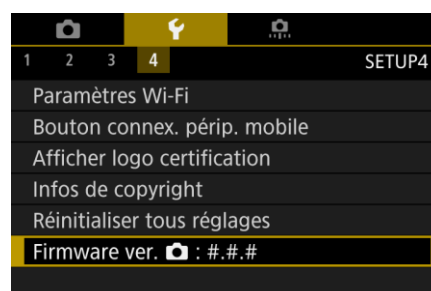 1 2 3 4 SETUP4
Paramètres Wi-Fi
Bouton connex. périp. mobile
Afficher logo certification
Infos de copyright
Réinitialiser tous réglages
Firmware ver. : #.#.#